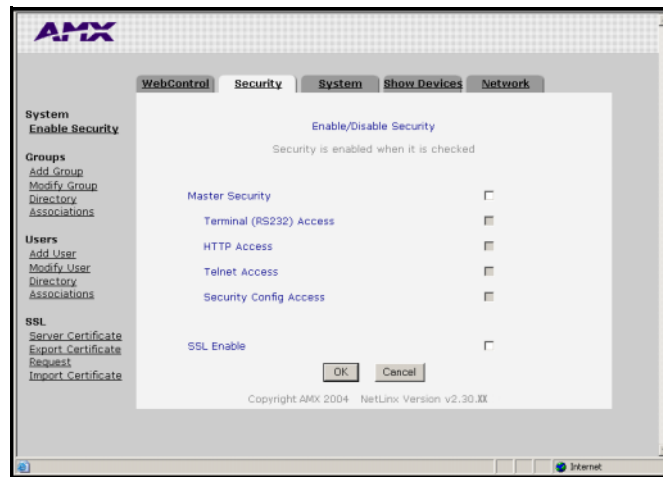 AMX
WebControl Security System Show Devices Network
System
Enable Security
Groups
Add Group
Modify Group
Directory
Associations
Users
Add User
Modify User
Directory
Associations
SSL
Server Certificate
Export Certificate
Request
Import Certificate
Enable/Disable Security
Security is enabled when it is checked
Master Security
Terminal (RS232) Access
HTTP Access
Telnet Access
Security Config Access
SSL Enable
OK Cancel
Copyright AMX 2004 NetLinx Version v2.30.XX
Internet